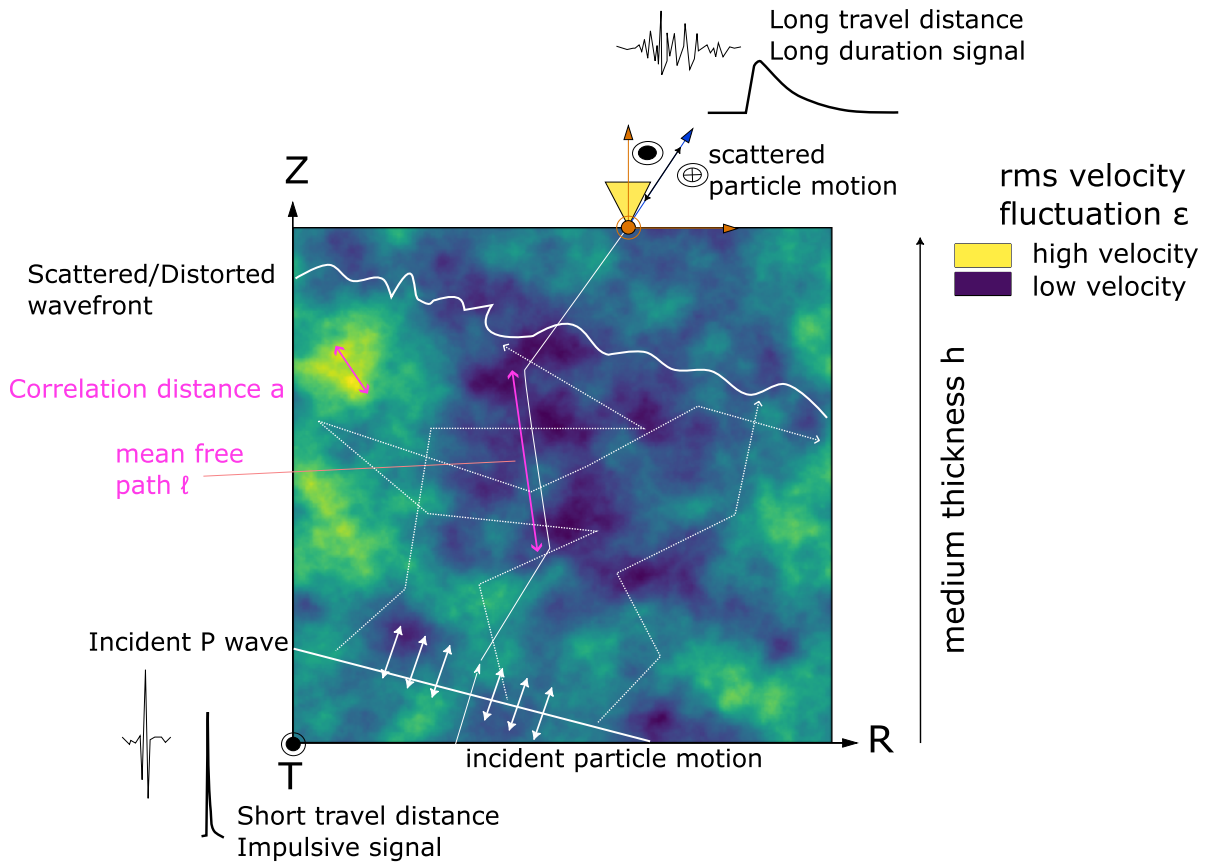 Long travel distance
Long duration signal
scattered
particle motion
Z
rms velocity
fluctuation ε
high velocity
low velocity
Scattered/Distorted
wavefront
Correlation distance a
mean free
path ℓ
medium thickness h
Incident P wave
R
T
incident particle motion
Short travel distance
Impulsive signal